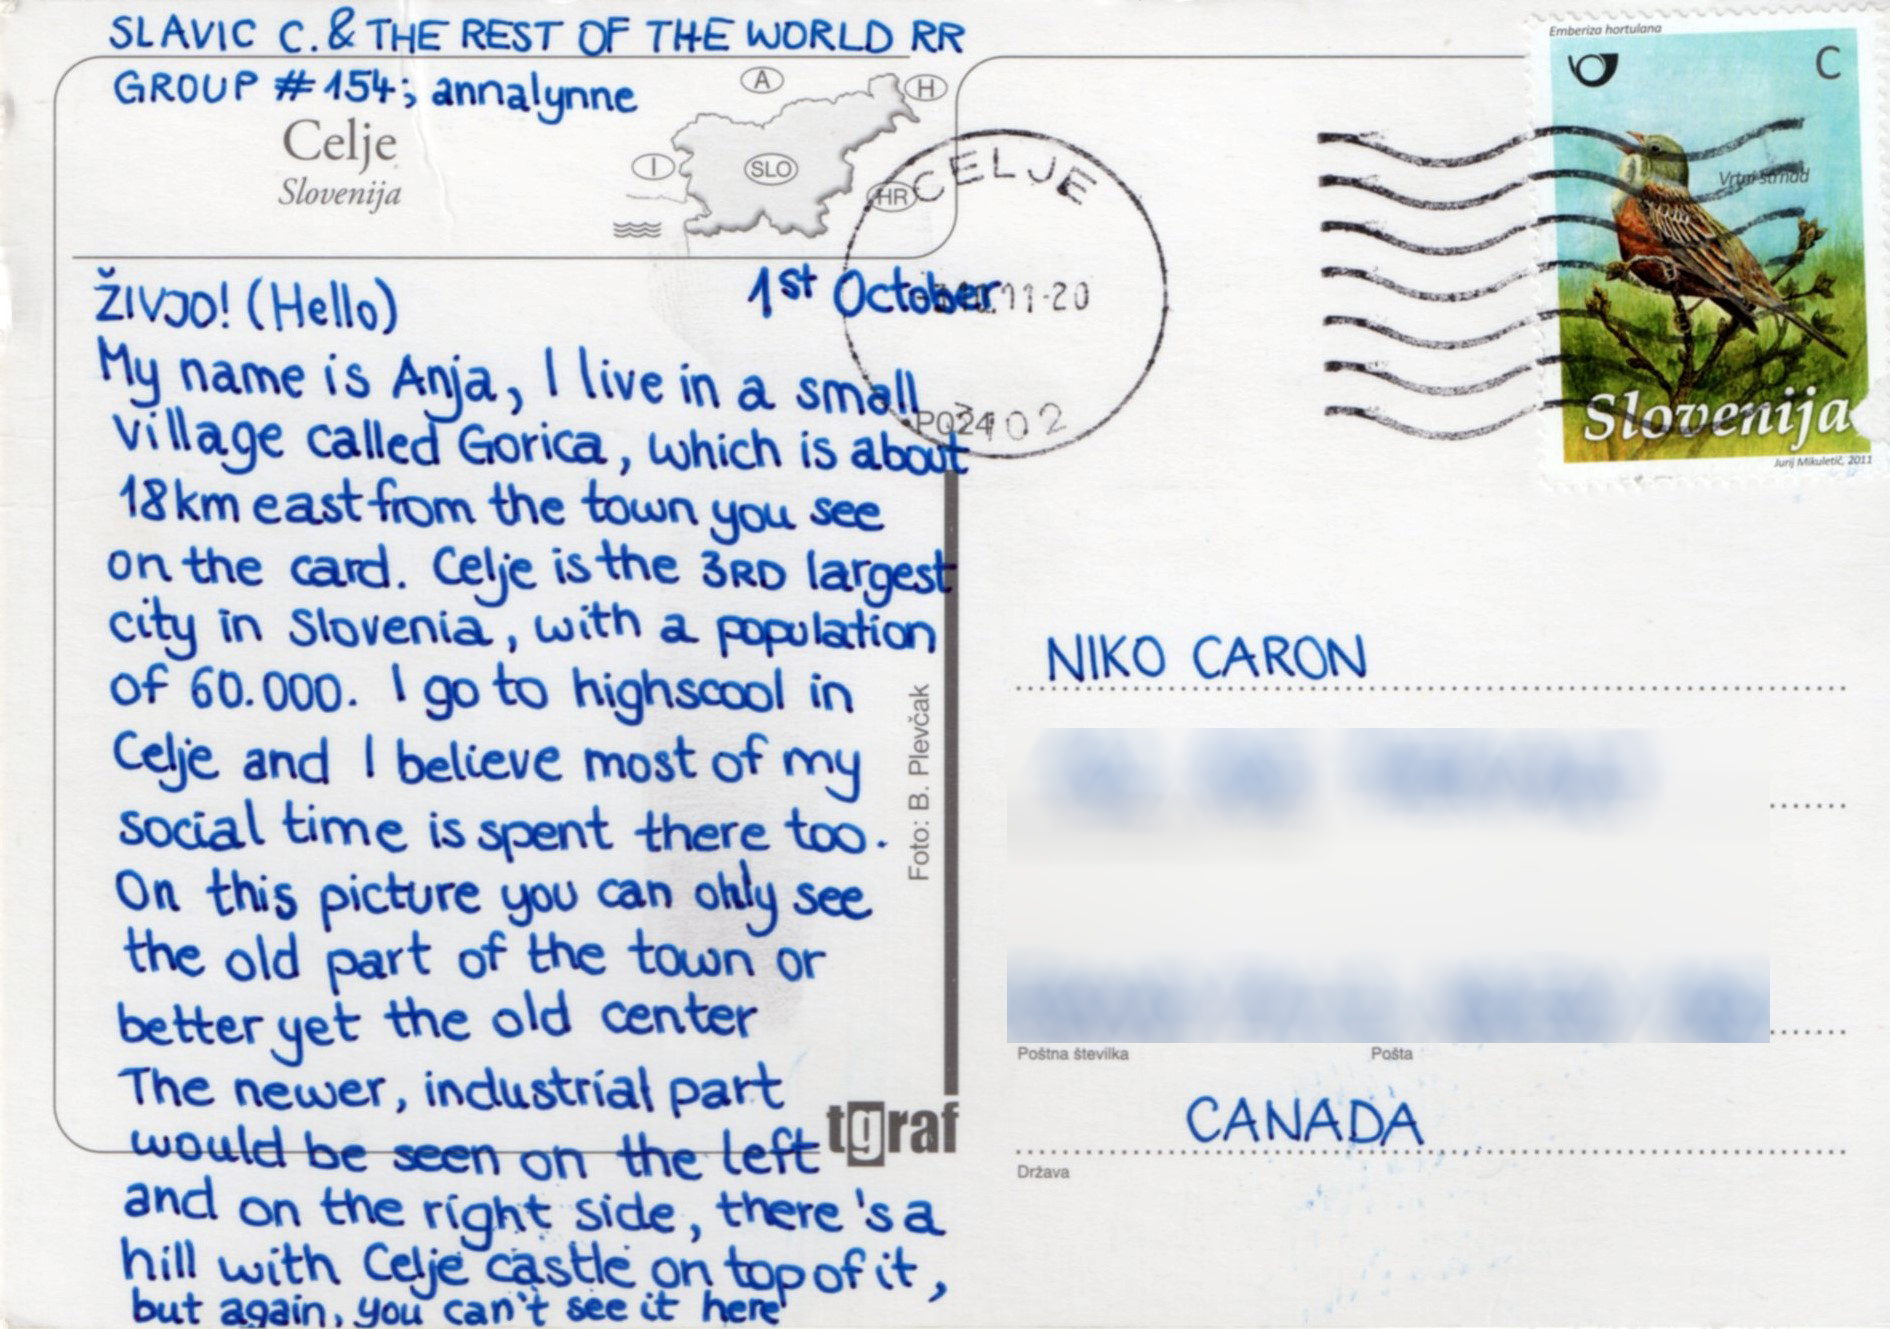 SLAVIC C. & THE REST OF THE WORLD RR
GROUP # 154; annalynne
Celje
Slovenija
A
H
I
SLO
HR
ŽIVJO! (Hello)
1st October
My name is Anja, I live in a small
village called Gorica, which is about
18km east from the town you see
on the card. Celje is the 3RD largest
city in Slovenia, with a population
of 60.000. I go to highscool in
Celje and I believe most of my
social time is spent there too.
On this picture you can only see
the old part of the town or
better yet the old center
The newer, industrial part
would be seen on the left
and on the right side, there's a
hill with Celje castle on top of it,
but again, you can't see it here
Foto: B. Plevčak
tgraf
CELJE
11-20
102
Emberiza hortulana
C
Vrtni strnad
Slovenija
Jurij Mikuletič, 2011
NIKO CARON
Poštna številka
Pošta
CANADA
Država